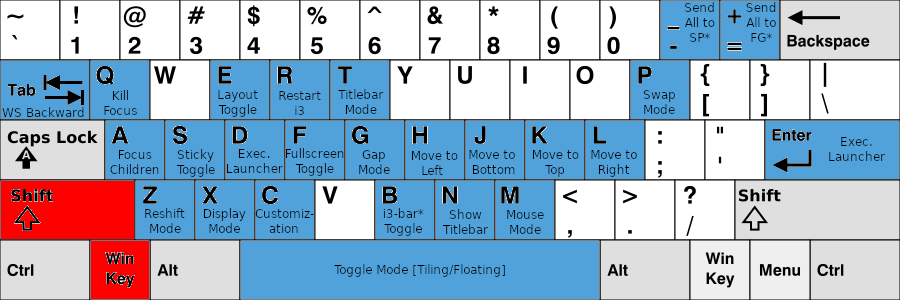 ~ ! @ # $ % ^ & * ( ) _ Send All to SP* + Send All to FG* Backspace
` 1 2 3 4 5 6 7 8 9 0 - =
Tab Q W E R T Y U I O P { } |
WS Backward Kill Focus Layout Toggle Restart i3 Titlebar Mode Swap Mode [ ] \
Caps Lock A S D F G H J K L : " Enter Exec. Launcher
A Focus Children Sticky Toggle Exec. Launcher Fullscreen Toggle Gap Mode Move to Left Move to Bottom Move to Top Move to Right ; '
Shift Z X C V B N M < > ? Shift
Reshift Mode Display Mode Customiz- ation i3-bar* Toggle Show Titlebar Mouse Mode , . /
Ctrl Win Key Alt Toggle Mode [Tiling/Floating] Alt Win Key Menu Ctrl